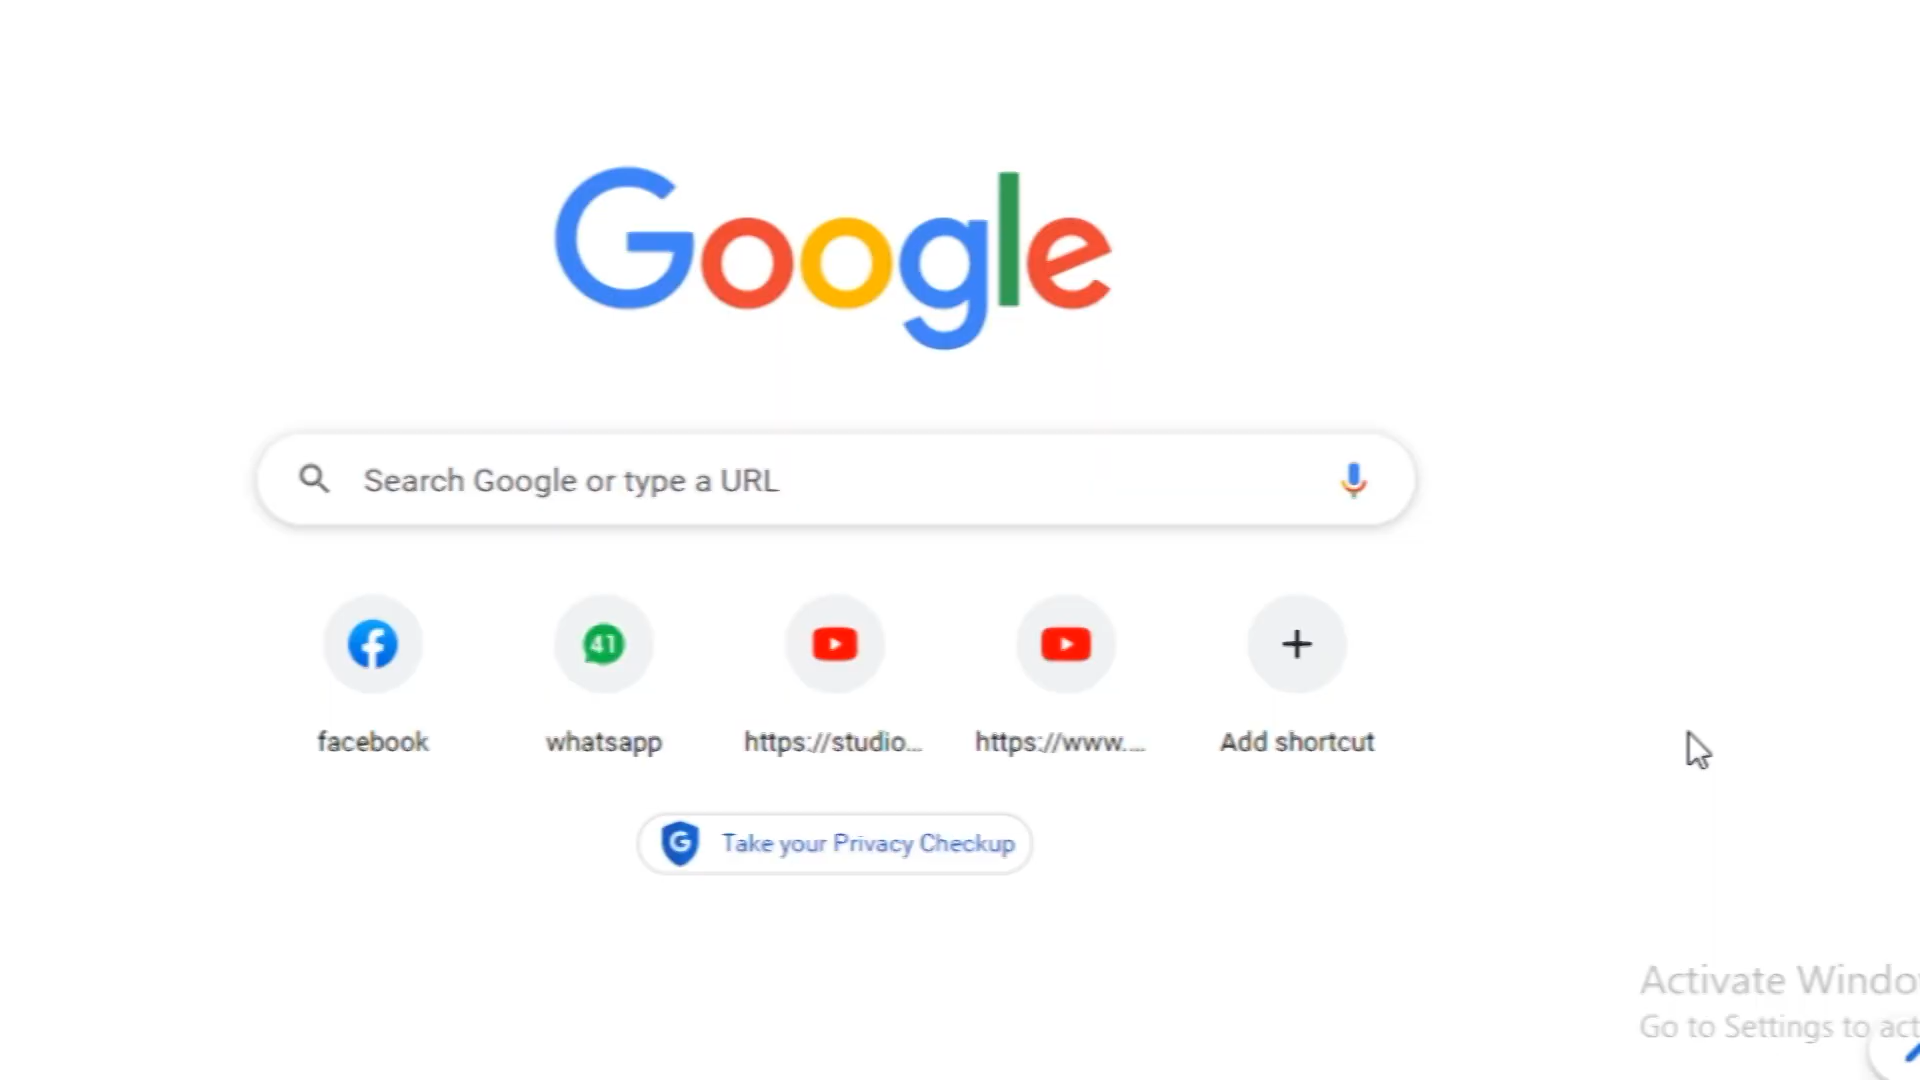 Google
Search Google or type a URL
41
facebook
whatsapp
https://studio...
https://www....
Add shortcut
G
Take your Privacy Checkup
Activate Windo
Go to Settings to act